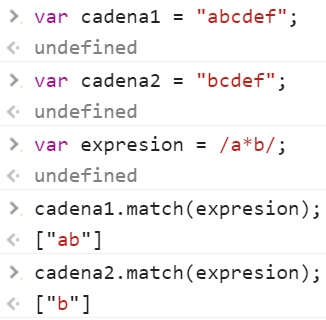 > var cadena1 = "abcdef";
< undefined
> var cadena2 = "bcdef";
< undefined
> var expresion = /a*b/;
< undefined
> cadena1.match(expresion);
< ["ab"]
> cadena2.match(expresion);
< ["b"]